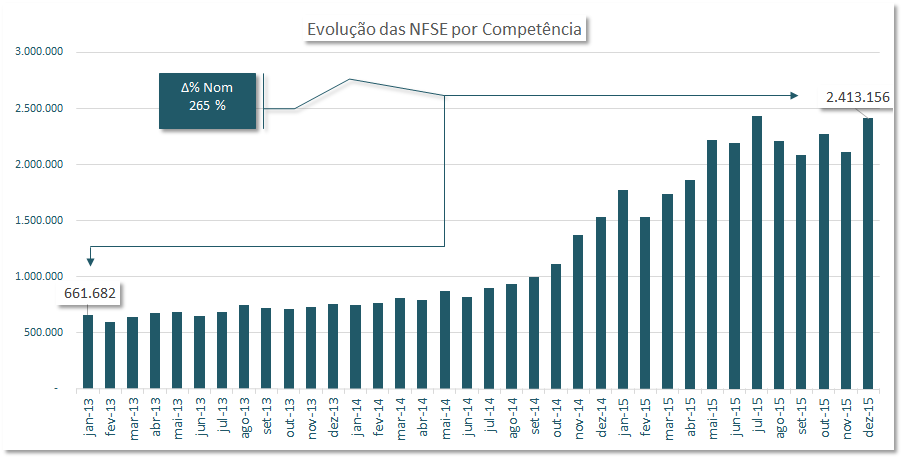 Evolução das NFSE por Competência
3.000.000
2.500.000
2.000.000
1.500.000
1.000.000
500.000
-
Δ% Nom
265 %
2.413.156
661.682
jan-13
fev-13
mar-13
abr-13
mai-13
jun-13
jul-13
ago-13
set-13
out-13
nov-13
dez-13
jan-14
fev-14
mar-14
abr-14
mai-14
jun-14
jul-14
ago-14
set-14
out-14
nov-14
dez-14
jan-15
fev-15
mar-15
abr-15
mai-15
jun-15
jul-15
ago-15
set-15
out-15
nov-15
dez-15